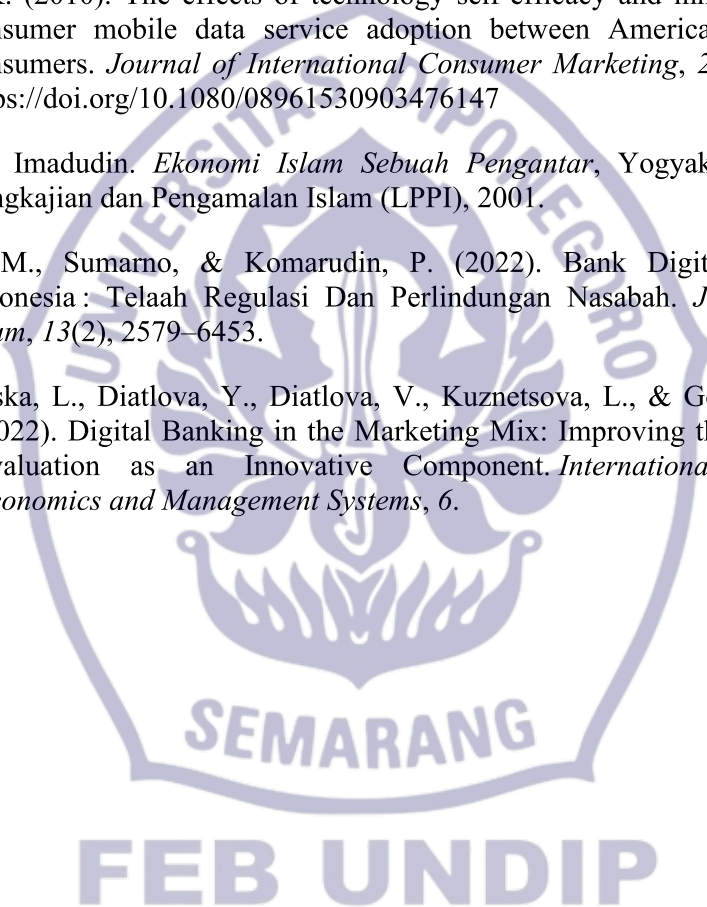 (2010). The effects of technology self efficacy and
nsumer mobile data service adoption between America
nsumers. Journal of International Consumer Marketing, 2
ps://doi.org/10.1080/08961530903476147
Imadudin. Ekonomi Islam Sebuah Pengantar, Yogyak
ngkajian dan Pengamalan Islam (LPPI), 2001.
M., Sumarno, & Komarudin, P. (2022). Bank Digit
onesia : Telaah Regulasi Dan Perlindungan Nasabah. J
um, 13(2), 2579–6453.
ska, L., Diatlova, Y., Diatlova, V., Kuznetsova, L., & G
022). Digital Banking in the Marketing Mix: Improving th
valuation as an Innovative Component. Internationa
conomics and Management Systems, 6.
UNIVERSITAS DIPONEGORO
SEMARANG
FEB UNDIP